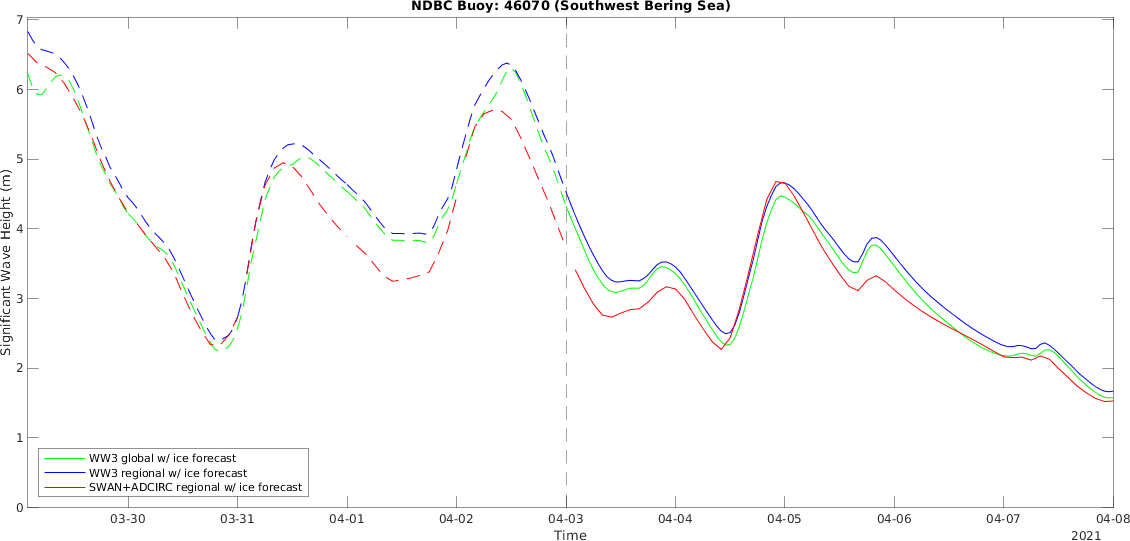 NDBC Buoy: 46070 (Southwest Bering Sea)
7
6
5
4
3
2
1
0
Significant Wave Height (m)
WW3 global w/ ice forecast
WW3 regional w/ ice forecast
SWAN+ADCIRC regional w/ ice forecast
03-30 03-31 04-01 04-02 04-03 04-04 04-05 04-06 04-07 04-08
Time
2021